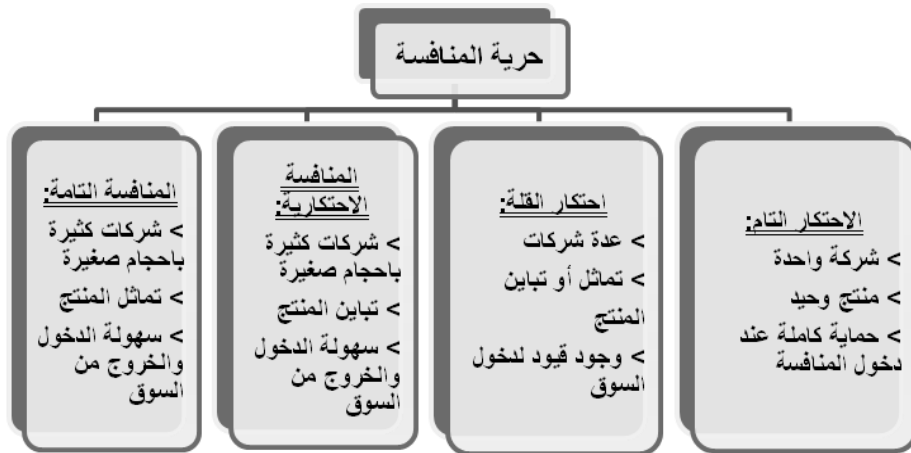 حرية المنافسة
الاحتكار التام:
> شركة واحدة
> منتج وحيد
> حماية كاملة عند
دخول المنافسة
احتكار القلة:
> عدة شركات
> تماثل أو تباين
المنتج
> وجود قيود لدخول
السوق
المنافسة
الاحتكارية:
> شركات كثيرة
باحجام صغيرة
> تباين المنتج
> سهولة الدخول
والخروج من
السوق
المنافسة التامة:
> شركات كثيرة
باحجام صغيرة
> تماثل المنتج
> سهولة الدخول
والخروج من
السوق